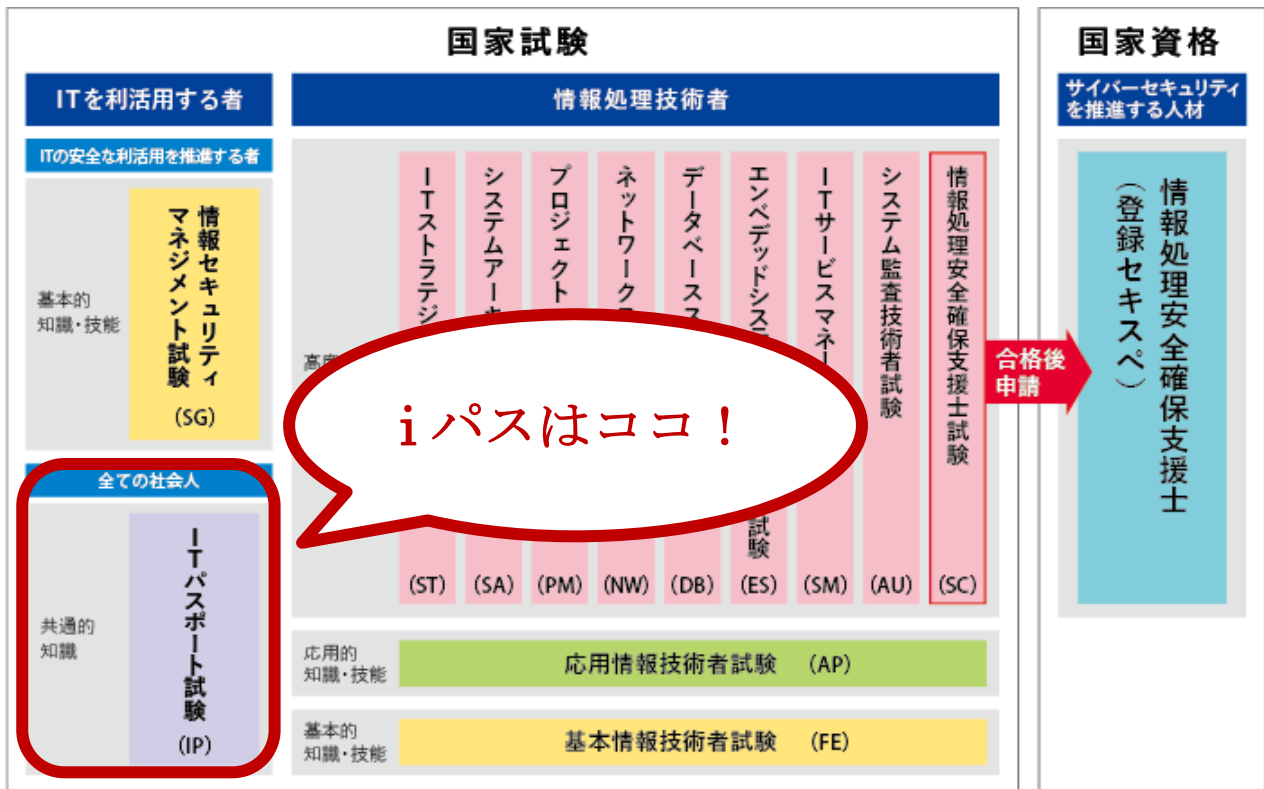 国家試験
国家資格
ITを利活用する者
情報処理技術者
サイバーセキュリティ
を推進する人材
ITの安全な利活用を推進する者
基本的
知識・技能
情報セキュリティ
マネジメント試験
(SG)
全ての社会人
共通的
知識
ITパスポート試験
(IP)
高度
ITストラテジ
(ST)
システムアーキ
(SA)
プロジェクト
(PM)
ネットワークス
(NW)
データベースス
(DB)
エンベデッドシステ
試験
(ES)
ITサービスマネー
(SM)
システム監査技術者試験
(AU)
情報処理安全確保支援士試験
(SC)
iパスはココ！
応用的
知識・技能
応用情報技術者試験 (AP)
基本的
知識・技能
基本情報技術者試験 (FE)
合格後
申請
情報処理安全確保支援士
(登録セキスペ)